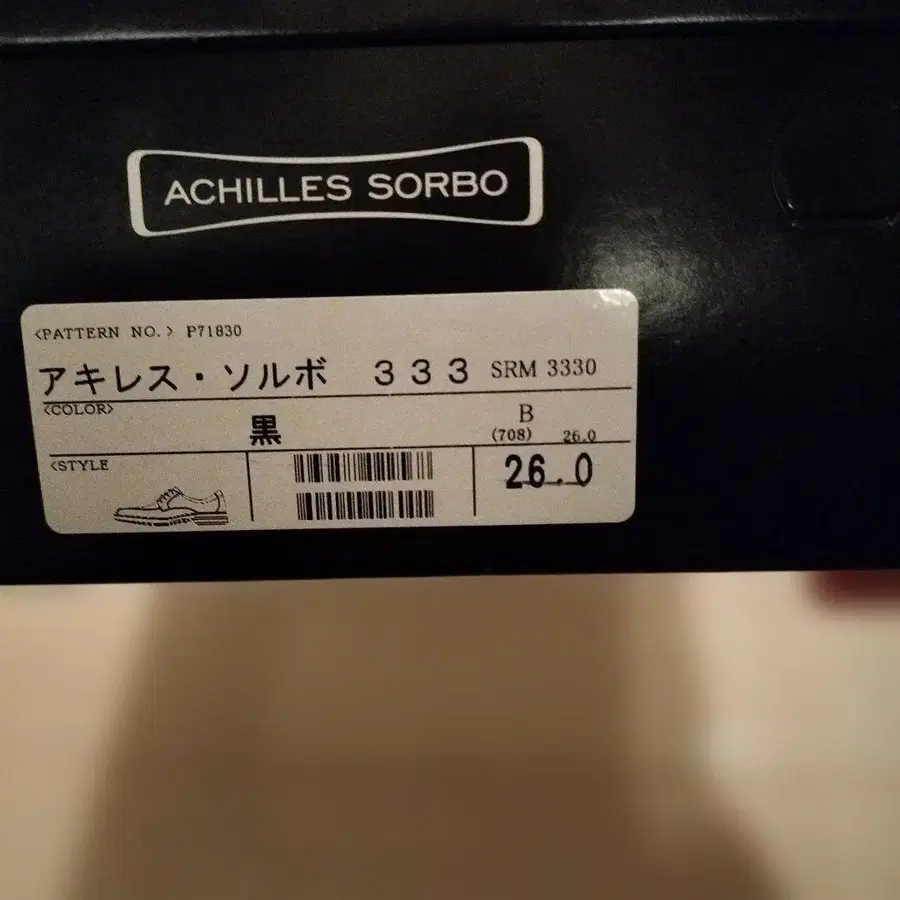 ACHILLES SORBO
<PATTERN NO.> P71830
アキレス・ソルボ ３３３ SRM 3330
<COLOR>
黒
B
(708) 26.0
<STYLE
26.0